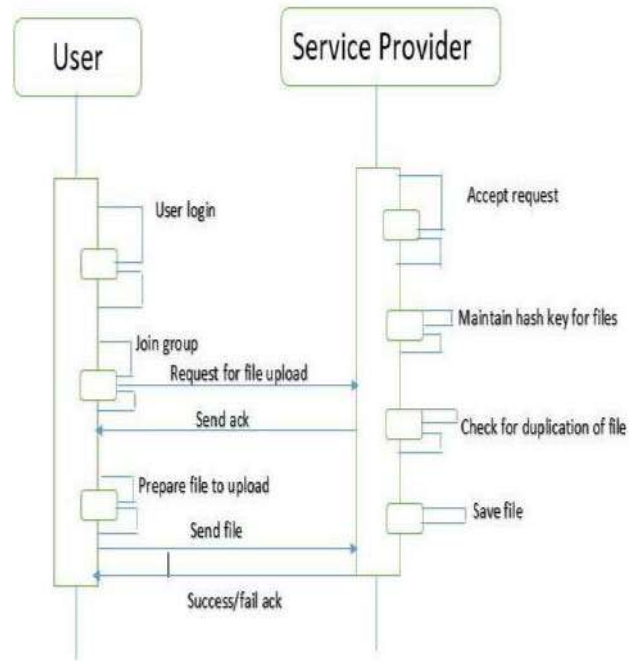 User
Service Provider
User login
Accept request
Join group
Maintain hash key for files
Request for file upload
Send ack
Check for duplication of file
Prepare file to upload
Save file
Send file
Success/fail ack